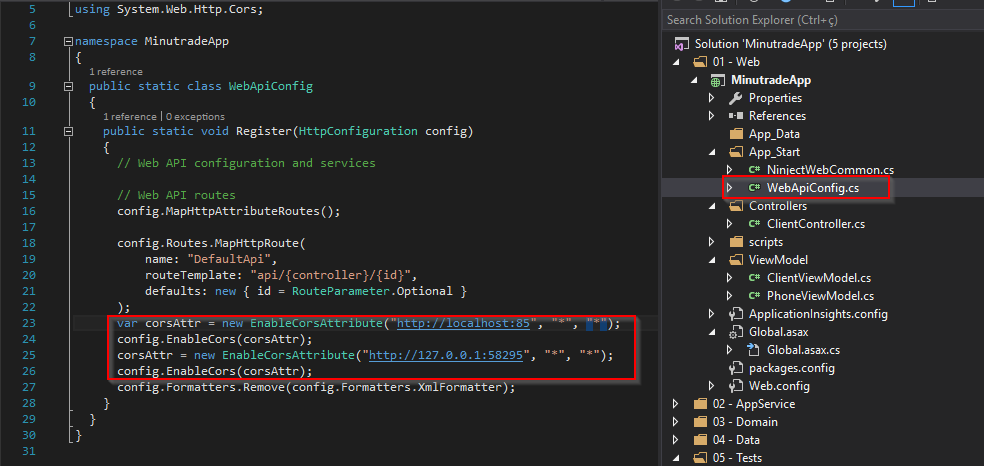 5 using System.Web.Http.Cors;
6
7 namespace MinutradeApp
8 {
1 reference
9 public static class WebApiConfig
10 {
1 reference | 0 exceptions
11 public static void Register(HttpConfiguration config)
12 {
13 // Web API configuration and services
14
15 // Web API routes
16 config.MapHttpAttributeRoutes();
17
18 config.Routes.MapHttpRoute(
19 name: "DefaultApi",
20 routeTemplate: "api/{controller}/{id}",
21 defaults: new { id = RouteParameter.Optional }
22 );
23 var corsAttr = new EnableCorsAttribute("http://localhost:85", "*", "*");
24 config.EnableCors(corsAttr);
25 corsAttr = new EnableCorsAttribute("http://127.0.0.1:58295", "*", "*");
26 config.EnableCors(corsAttr);
27 config.Formatters.Remove(config.Formatters.XmlFormatter);
28 }
29 }
30 }
31
Search Solution Explorer (Ctrl+ç)
Solution 'MinutradeApp' (5 projects)
01 - Web
MinutradeApp
Properties
References
App_Data
App_Start
C# NinjectWebCommon.cs
C# WebApiConfig.cs
Controllers
C# ClientController.cs
scripts
ViewModel
C# ClientViewModel.cs
C# PhoneViewModel.cs
ApplicationInsights.config
Global.asax
Global.asax.cs
packages.config
Web.config
02 - AppService
03 - Domain
04 - Data
05 - Tests